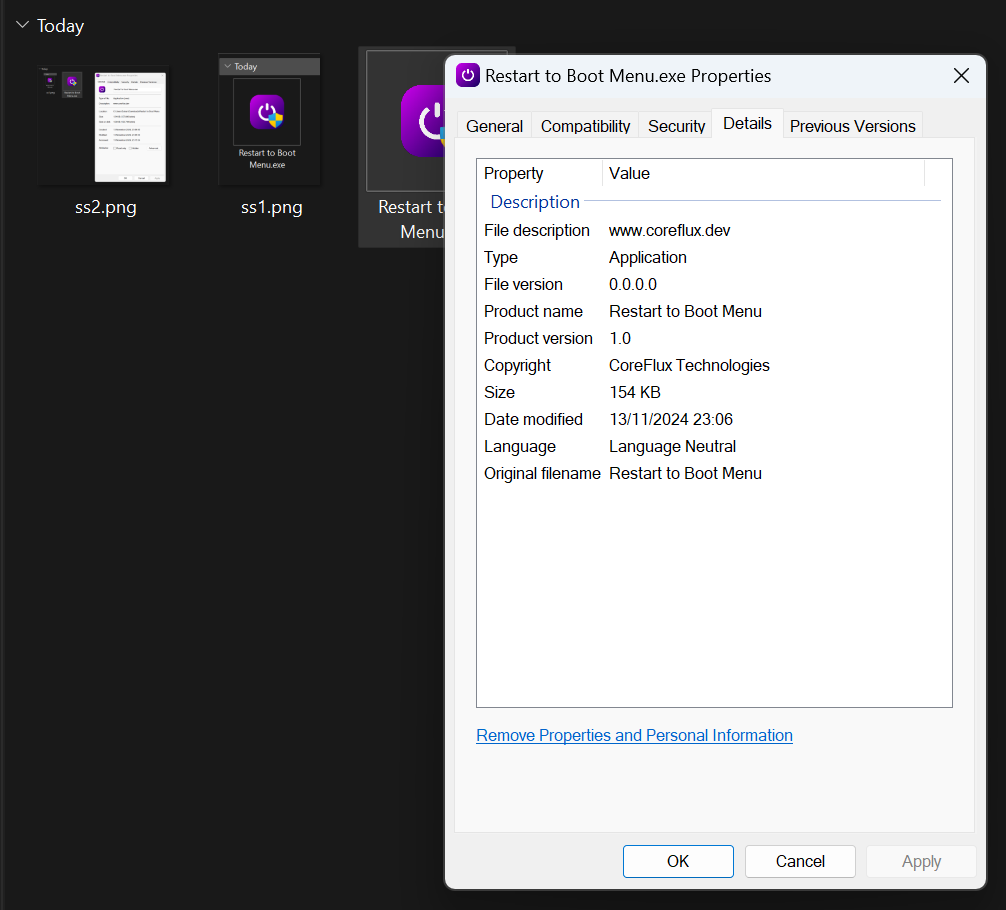 Today
ss2.png
Today
Restart to Boot
Menu.exe
ss1.png
Restart t
Menu
Restart to Boot Menu.exe Properties
General Compatibility Security Details Previous Versions
Property Value
Description
File description www.coreflux.dev
Type Application
File version 0.0.0.0
Product name Restart to Boot Menu
Product version 1.0
Copyright CoreFlux Technologies
Size 154 KB
Date modified 13/11/2024 23:06
Language Language Neutral
Original filename Restart to Boot Menu
Remove Properties and Personal Information
OK Cancel Apply